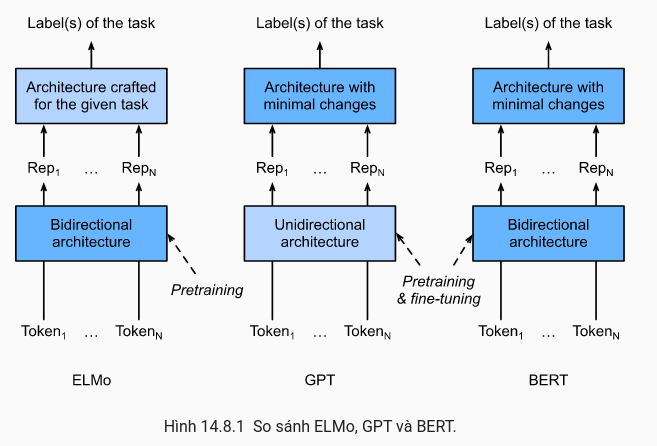 Label(s) of the task
Architecture crafted
for the given task
Rep1 ... RepN
Bidirectional
architecture
Pretraining
Token1 ... TokenN
ELMo
Label(s) of the task
Architecture with
minimal changes
Rep1 ... RepN
Unidirectional
architecture
Pretraining
& fine-tuning
Token1 ... TokenN
GPT
Label(s) of the task
Architecture with
minimal changes
Rep1 ... RepN
Bidirectional
architecture
Token1 ... TokenN
BERT
Hình 14.8.1 So sánh ELMo, GPT và BERT.